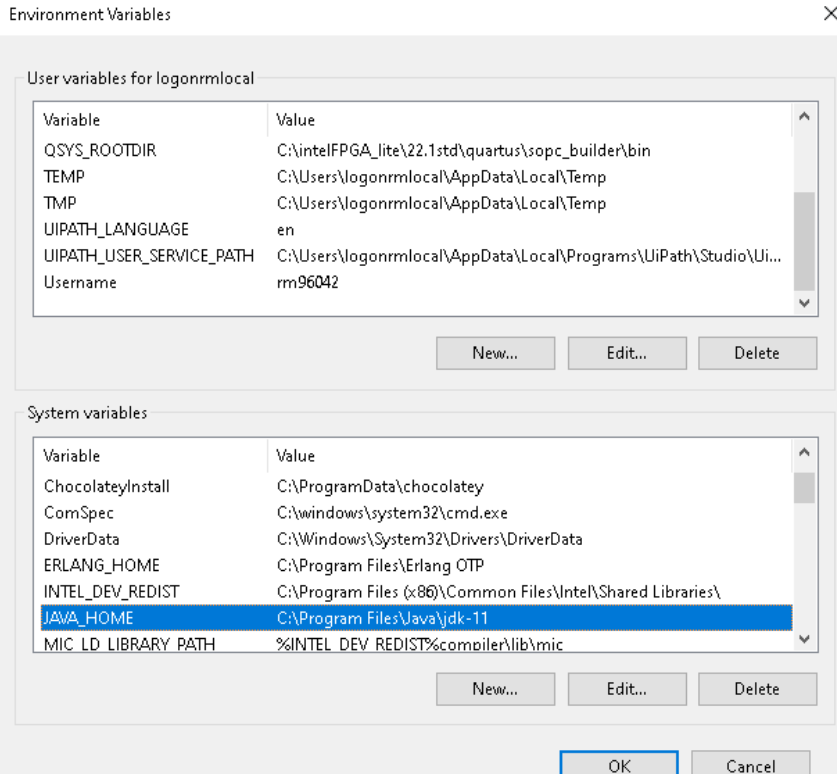 Environment Variables
User variables for logonrmlocal
Variable Value
QSYS_ROOTDIR C:\intelFPGA_lite\22.1std\quartus\sopc_builder\bin
TEMP C:\Users\logonrmlocal\AppData\Local\Temp
TMP C:\Users\logonrmlocal\AppData\Local\Temp
UIPATH_LANGUAGE en
UIPATH_USER_SERVICE_PATH C:\Users\logonrmlocal\AppData\Local\Programs\UiPath\Studio\Ui...
Username rm96042
New... Edit... Delete
System variables
Variable Value
ChocolateyInstall C:\ProgramData\chocolatey
ComSpec C:\windows\system32\cmd.exe
DriverData C:\Windows\System32\Drivers\DriverData
ERLANG_HOME C:\Program Files\Erlang OTP
INTEL_DEV_REDIST C:\Program Files (x86)\Common Files\Intel\Shared Libraries\
JAVA_HOME C:\Program Files\Java\jdk-11
MIC_LD_LIBRARY_PATH %INTEL_DEV_REDIST%compiler\lib\mic
New... Edit... Delete
OK Cancel